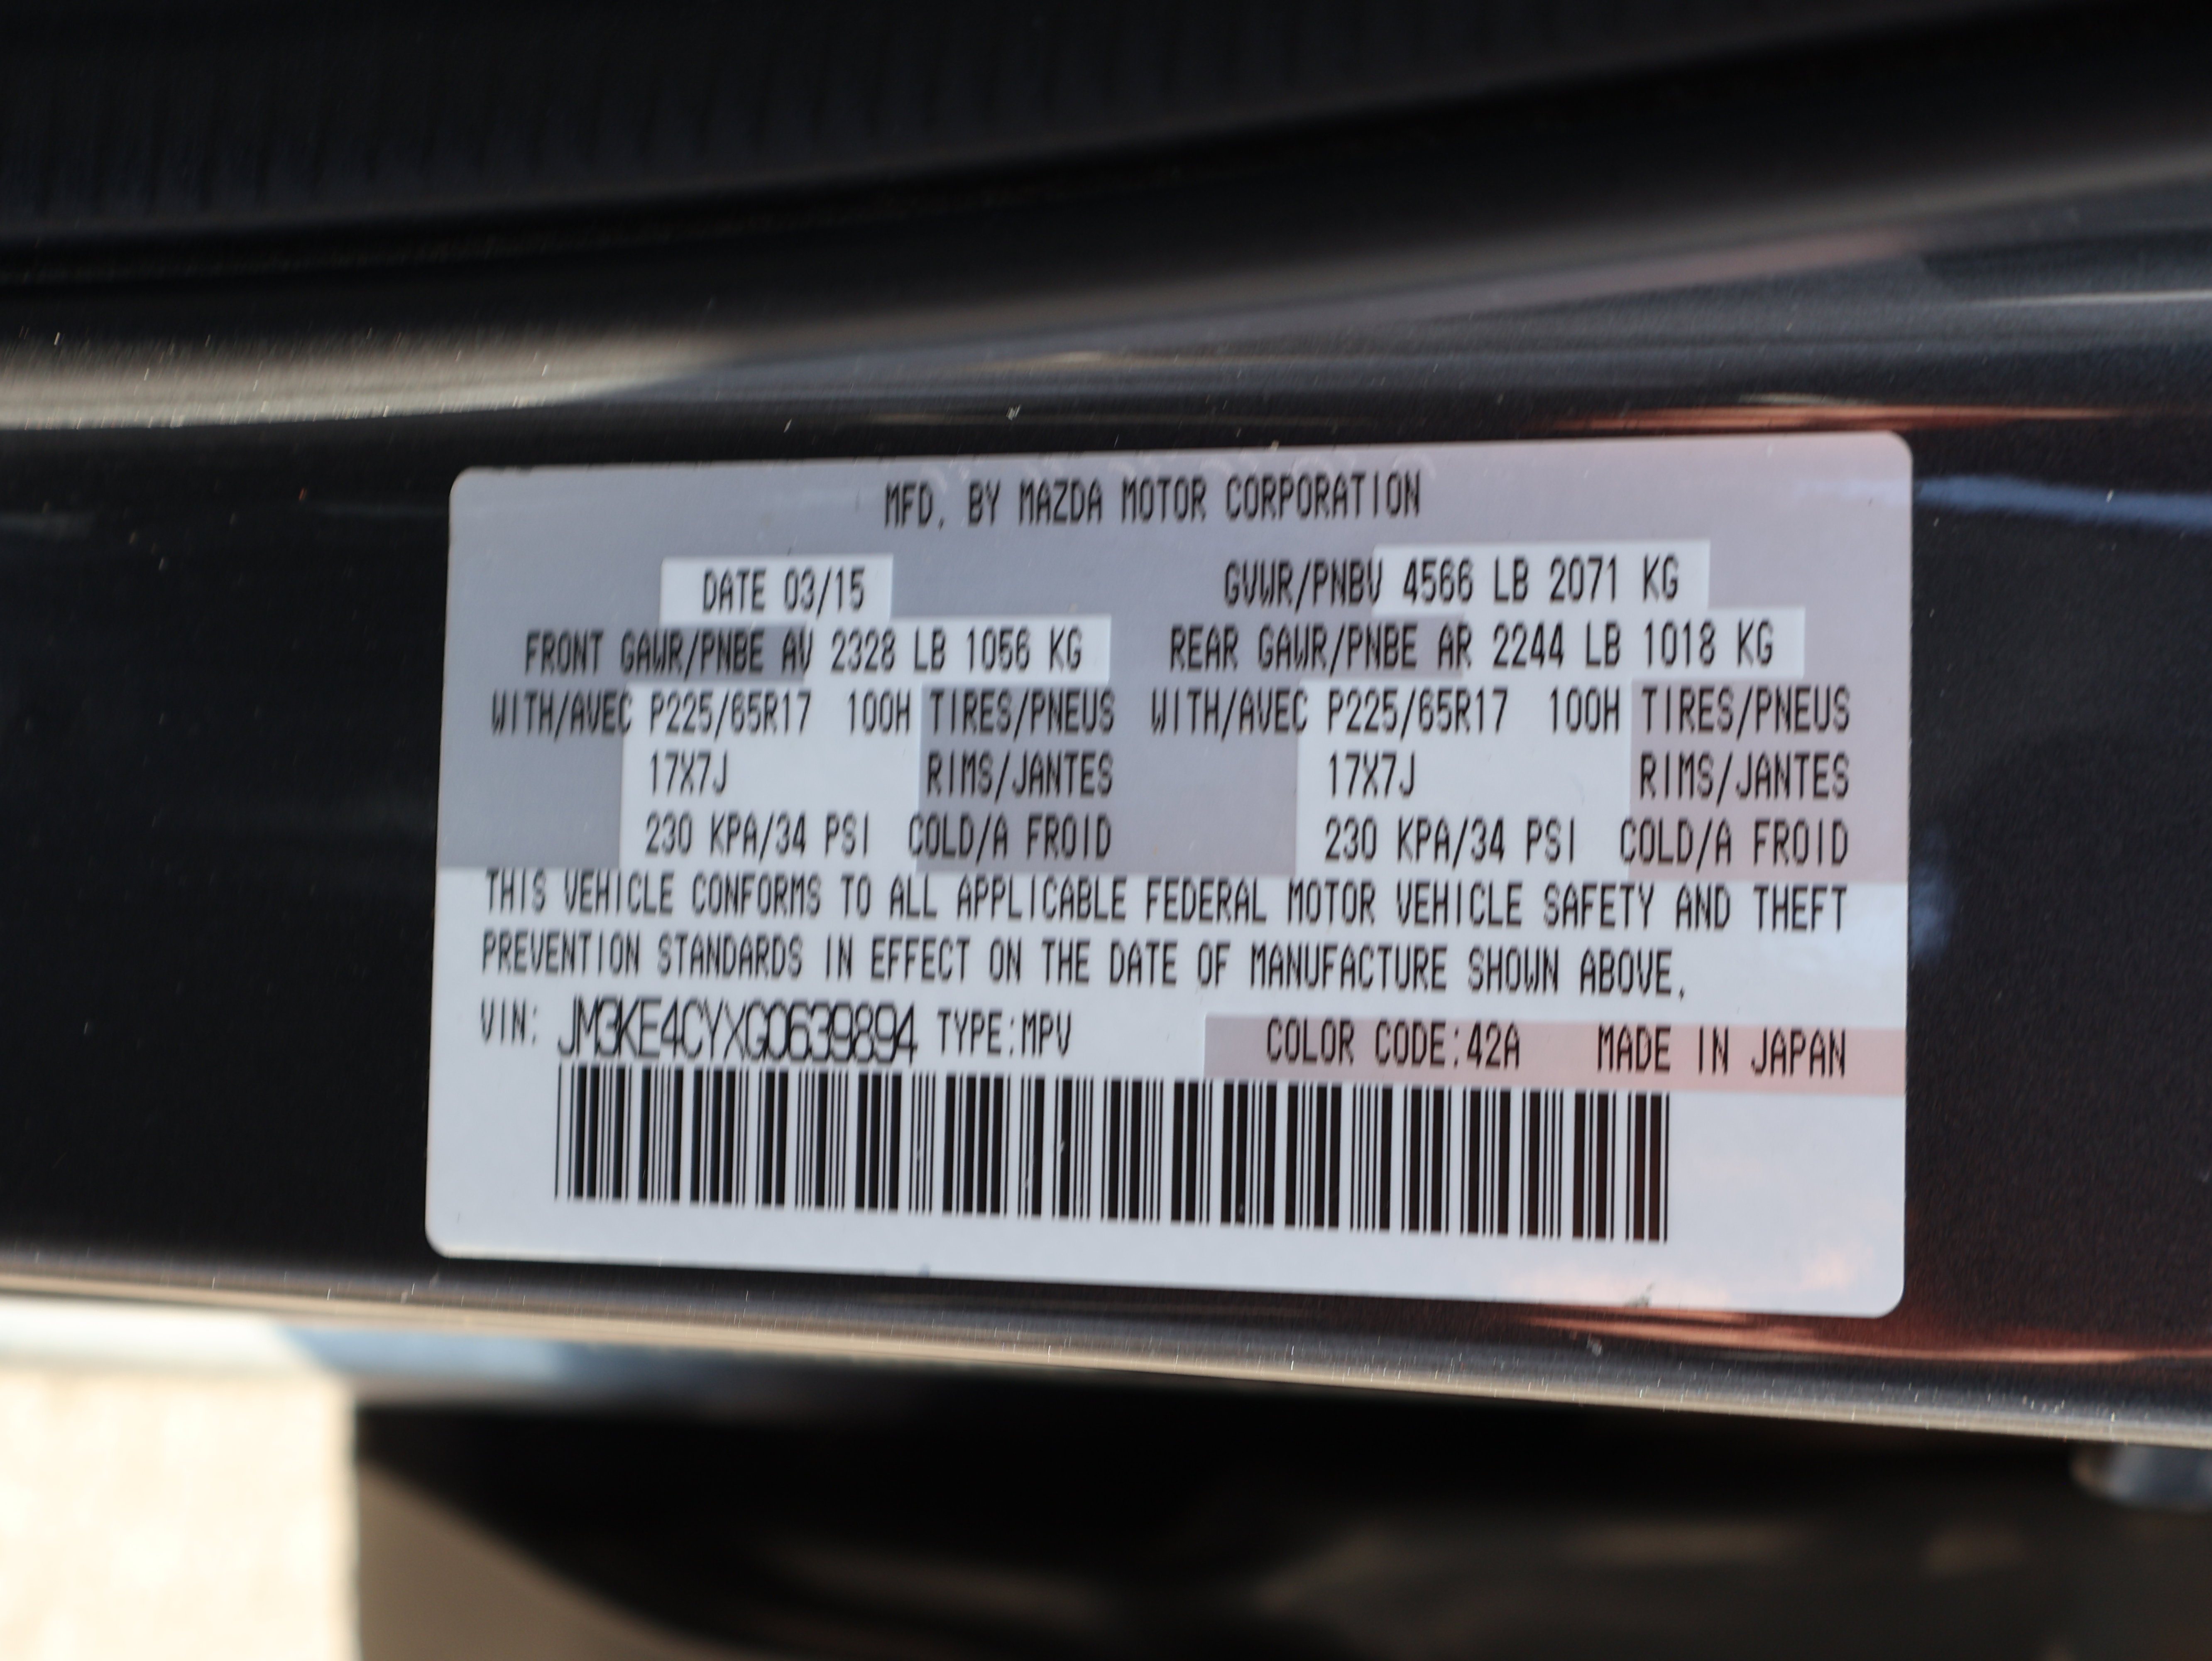 MFD. BY MAZDA MOTOR CORPORATION
DATE 03/15 GVWR/PNBV 4566 LB 2071 KG
FRONT GAWR/PNBE AV 2328 LB 1056 KG REAR GAWR/PNBE AR 2244 LB 1018 KG
WITH/AVEC P225/65R17 100H TIRES/PNEUS WITH/AVEC P225/65R17 100H TIRES/PNEUS
17X7J RIMS/JANTES 17X7J RIMS/JANTES
230 KPA/34 PSI COLD/A FROID 230 KPA/34 PSI COLD/A FROID
THIS VEHICLE CONFORMS TO ALL APPLICABLE FEDERAL MOTOR VEHICLE SAFETY AND THEFT
PREVENTION STANDARDS IN EFFECT ON THE DATE OF MANUFACTURE SHOWN ABOVE.
VIN: JM3KE4CYXG0639894 TYPE:MPV COLOR CODE:42A MADE IN JAPAN